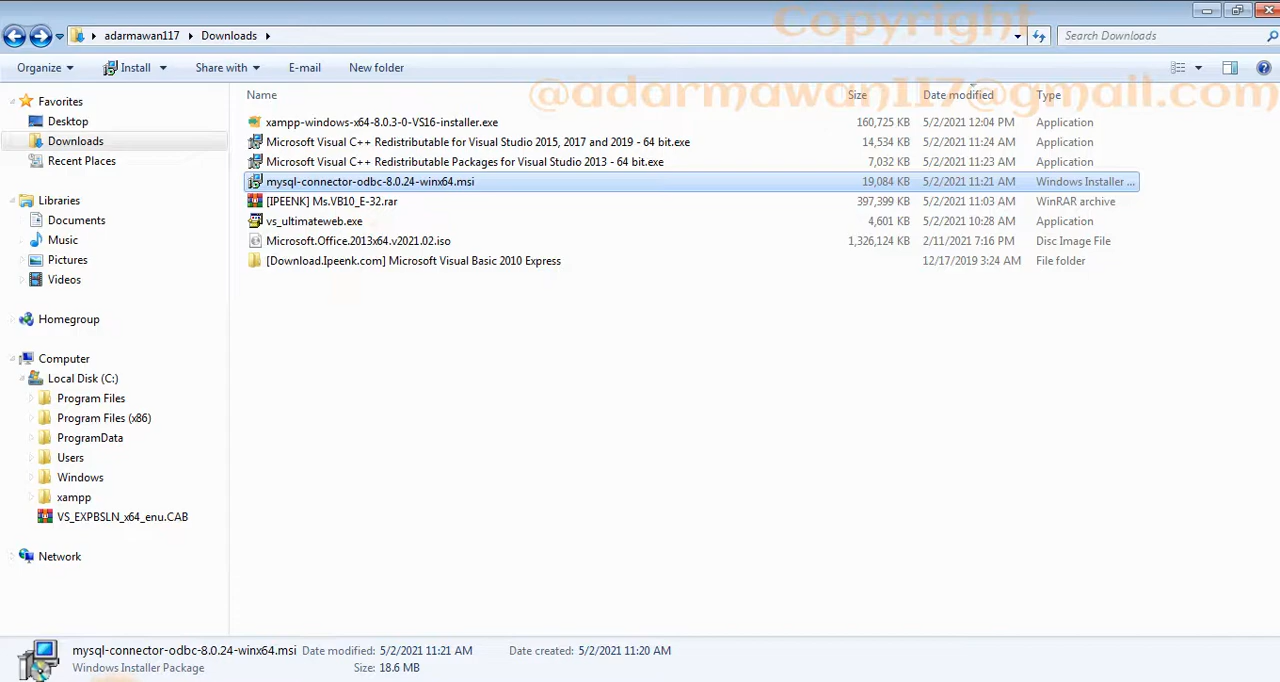 Copyright
adarmawan117 Downloads Search Downloads
Organize Install Share with E-mail New folder
@adarmawan117@gmail.com
Name Size Date modified Type
Favorites
Desktop
Downloads
Recent Places
Libraries
Documents
Music
Pictures
Videos
Homegroup
Computer
Local Disk (C:)
Program Files
Program Files (x86)
ProgramData
Users
Windows
xampp
VS_EXPBSLN_x64_enu.CAB
Network
xampp-windows-x64-8.0.3-0-VS16-installer.exe 160,725 KB 5/2/2021 12:04 PM Application
Microsoft Visual C++ Redistributable for Visual Studio 2015, 2017 and 2019 - 64 bit.exe 14,534 KB 5/2/2021 11:24 AM Application
Microsoft Visual C++ Redistributable Packages for Visual Studio 2013 - 64 bit.exe 7,032 KB 5/2/2021 11:23 AM Application
mysql-connector-odbc-8.0.24-winx64.msi 19,084 KB 5/2/2021 11:21 AM Windows Installer ...
[IPEENK] Ms.VB10_E-32.rar 397,399 KB 5/2/2021 11:03 AM WinRAR archive
vs_ultimateweb.exe 4,601 KB 5/2/2021 10:28 AM Application
Microsoft.Office.2013x64.v2021.02.iso 1,326,124 KB 2/11/2021 7:16 PM Disc Image File
[Download.Ipeenk.com] Microsoft Visual Basic 2010 Express 12/17/2019 3:24 AM File folder
mysql-connector-odbc-8.0.24-winx64.msi Date modified: 5/2/2021 11:21 AM Date created: 5/2/2021 11:20 AM
Windows Installer Package Size: 18.6 MB